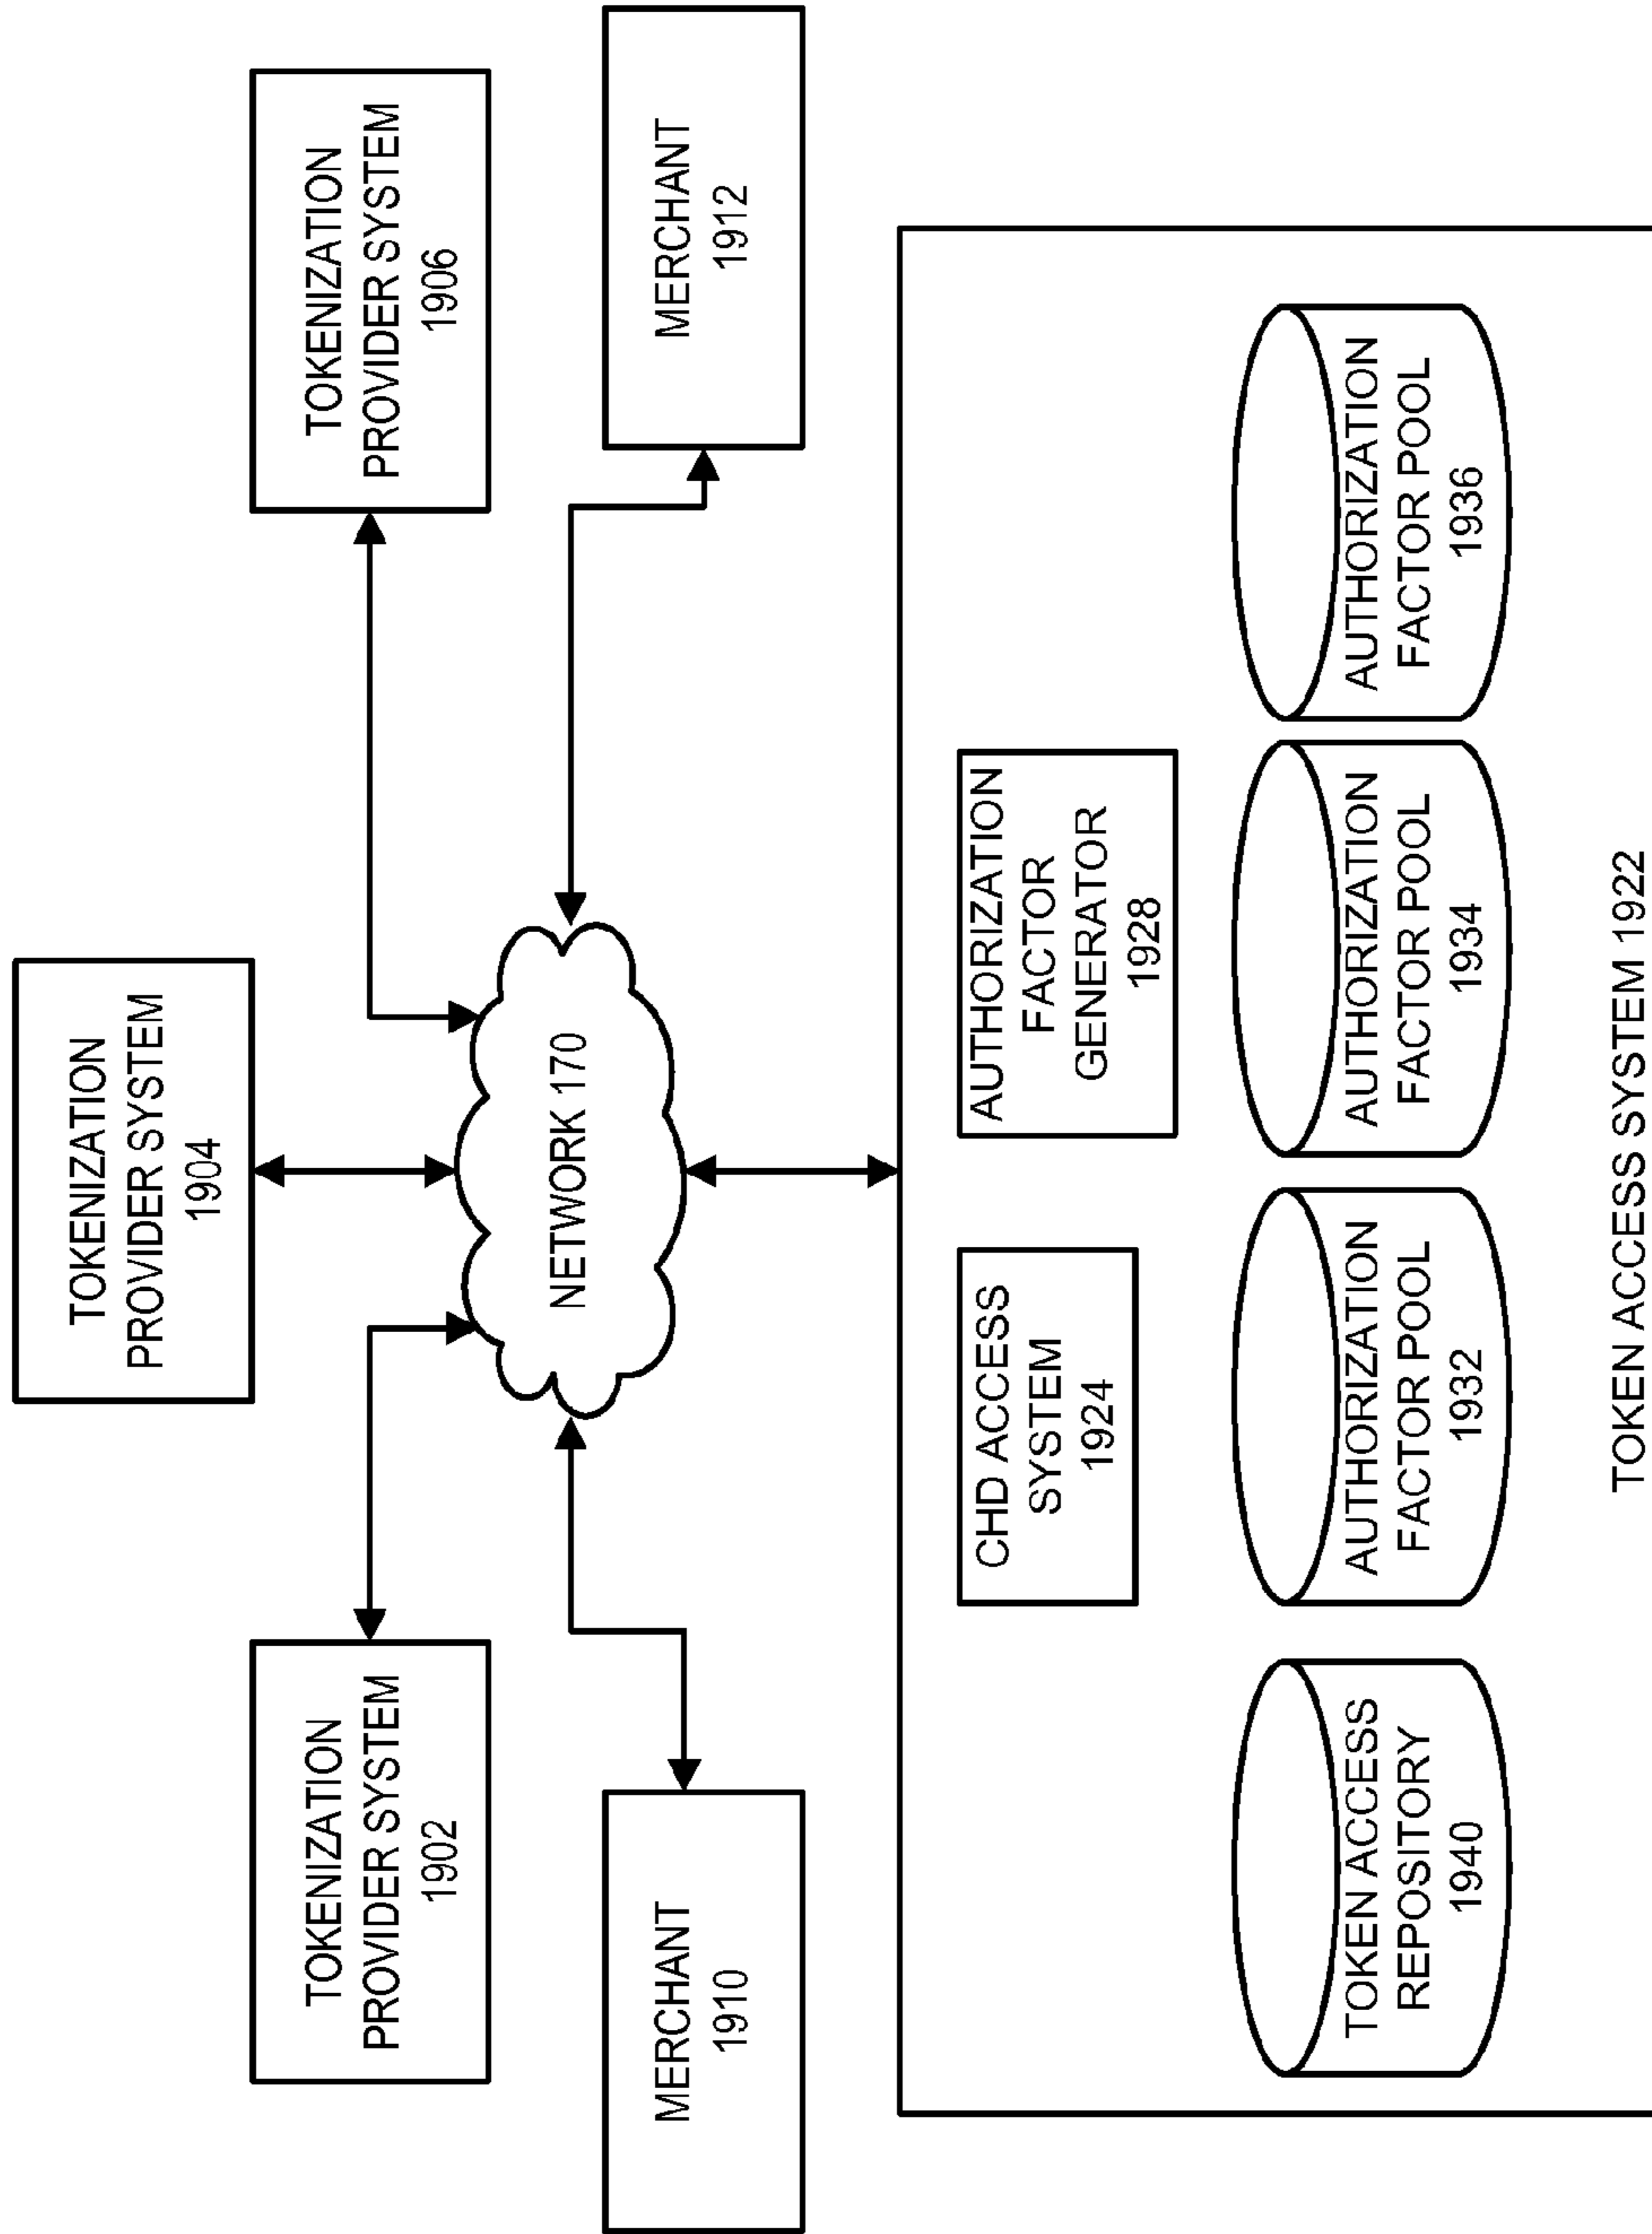 TOKENIZATION
PROVIDER SYSTEM
1904
TOKENIZATION
PROVIDER SYSTEM
1902
TOKENIZATION
PROVIDER SYSTEM
1906
NETWORK 170
MERCHANT
1910
MERCHANT
1912
CHD ACCESS
SYSTEM
1924
AUTHORIZATION
FACTOR
GENERATOR
1928
TOKEN ACCESS
REPOSITORY
1940
AUTHORIZATION
FACTOR POOL
1932
AUTHORIZATION
FACTOR POOL
1934
AUTHORIZATION
FACTOR POOL
1936
TOKEN ACCESS SYSTEM 1922